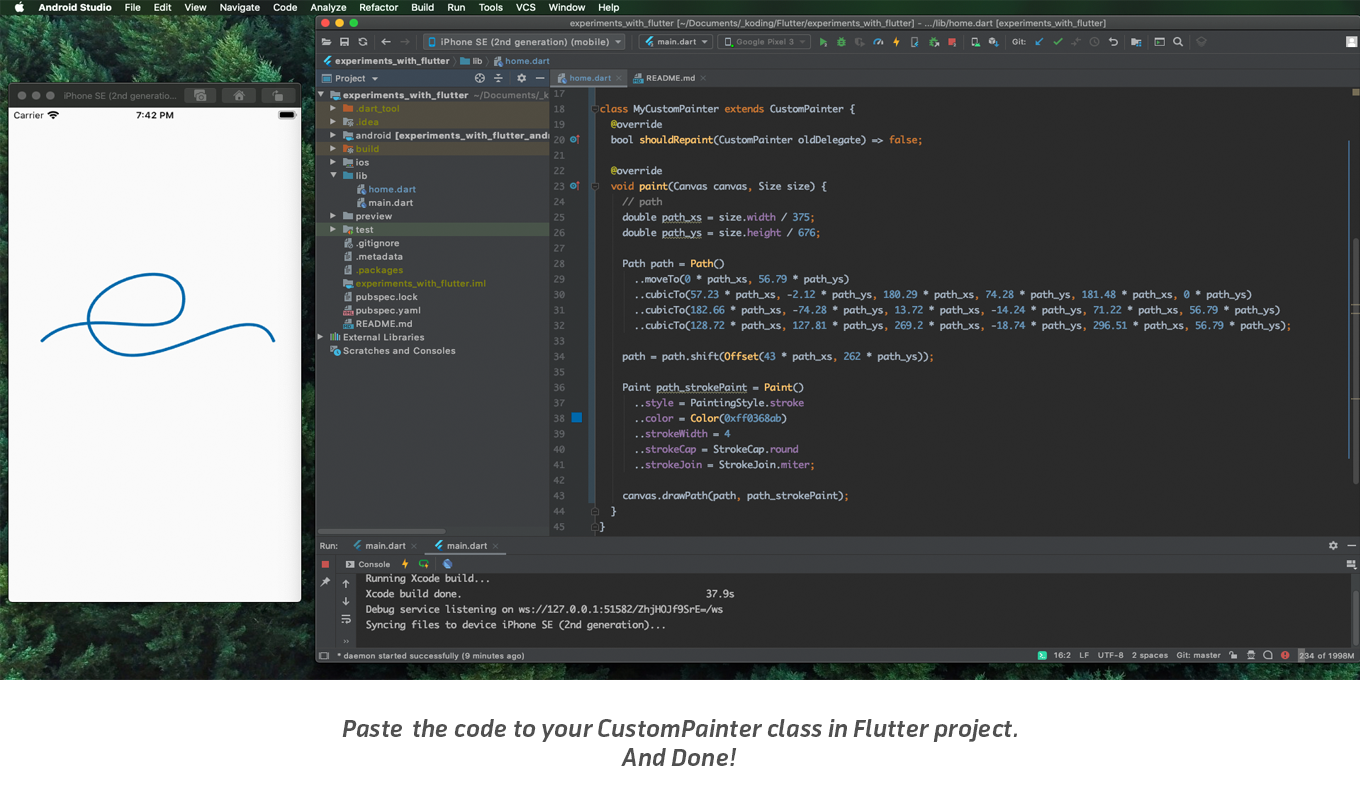 Android Studio File Edit View Navigate Code Analyze Refactor Build Run Tools VCS Window Help
experiments_with_flutter [~/Documents/_koding/Flutter/experiments_with_flutter] – .../lib/home.dart [experiments_with_flutter]
iPhone SE (2nd generation) (mobile) main.dart Google Pixel 3 Git:
experiments_with_flutter lib home.dart
Project home.dart README.md
iPhone SE (2nd generatio...
Carrier 7:42 PM
experiments_with_flutter ~/Documents/_k
.dart_tool
.idea
android [experiments_with_flutter_andr
build
ios
lib
home.dart
main.dart
preview
test
.gitignore
.metadata
.packages
experiments_with_flutter.iml
pubspec.lock
pubspec.yaml
README.md
External Libraries
Scratches and Consoles
17
18 class MyCustomPainter extends CustomPainter {
19 @override
20 bool shouldRepaint(CustomPainter oldDelegate) => false;
21
22 @override
23 void paint(Canvas canvas, Size size) {
24 // path
25 double path_xs = size.width / 375;
26 double path_ys = size.height / 676;
27
28 Path path = Path()
29 ..moveTo(0 * path_xs, 56.79 * path_ys)
30 ..cubicTo(57.23 * path_xs, -2.12 * path_ys, 180.29 * path_xs, 74.28 * path_ys, 181.48 * path_xs, 0 * path_ys)
31 ..cubicTo(182.66 * path_xs, -74.28 * path_ys, 13.72 * path_xs, -14.24 * path_ys, 71.22 * path_xs, 56.79 * path_ys)
32 ..cubicTo(128.72 * path_xs, 127.81 * path_ys, 269.2 * path_xs, -18.74 * path_ys, 296.51 * path_xs, 56.79 * path_ys);
33
34 path = path.shift(Offset(43 * path_xs, 262 * path_ys));
35
36 Paint path_strokePaint = Paint()
37 ..style = PaintingStyle.stroke
38 ..color = Color(0xff0368ab)
39 ..strokeWidth = 4
40 ..strokeCap = StrokeCap.round
41 ..strokeJoin = StrokeJoin.miter;
42
43 canvas.drawPath(path, path_strokePaint);
44 }
45 }
Run: main.dart main.dart
Console
Running Xcode build...
Xcode build done. 37.9s
Debug service listening on ws://127.0.0.1:51582/ZhjHOJf9SrE=/ws
Syncing files to device iPhone SE (2nd generation)...
* daemon started successfully (9 minutes ago) 16:2 LF UTF-8 2 spaces Git: master 234 of 1998M
Paste the code to your CustomPainter class in Flutter project.
And Done!